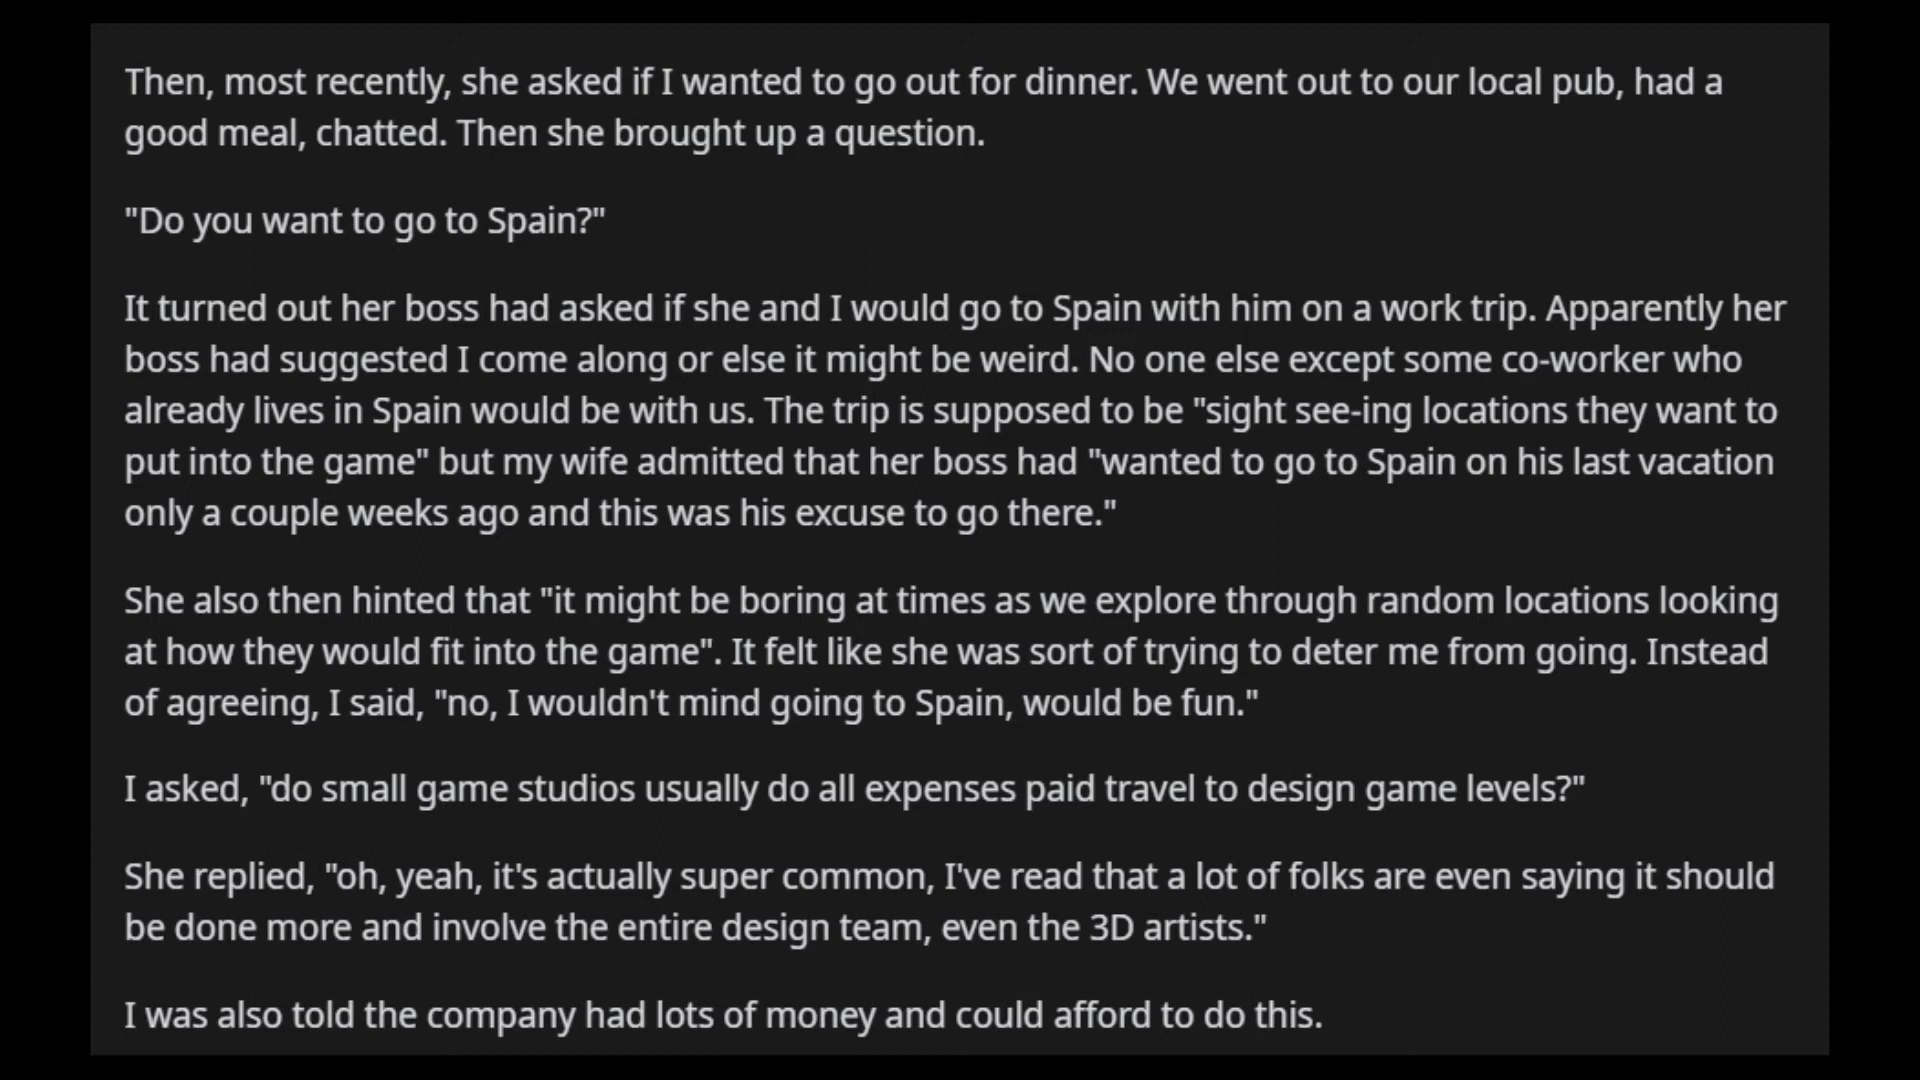 Then, most recently, she asked if I wanted to go out for dinner. We went out to our local pub, had a
good meal, chatted. Then she brought up a question.
"Do you want to go to Spain?"
It turned out her boss had asked if she and I would go to Spain with him on a work trip. Apparently her
boss had suggested I come along or else it might be weird. No one else except some co-worker who
already lives in Spain would be with us. The trip is supposed to be "sight see-ing locations they want to
put into the game" but my wife admitted that her boss had "wanted to go to Spain on his last vacation
only a couple weeks ago and this was his excuse to go there."
She also then hinted that "it might be boring at times as we explore through random locations looking
at how they would fit into the game". It felt like she was sort of trying to deter me from going. Instead
of agreeing, I said, "no, I wouldn't mind going to Spain, would be fun."
I asked, "do small game studios usually do all expenses paid travel to design game levels?"
She replied, "oh, yeah, it's actually super common, I've read that a lot of folks are even saying it should
be done more and involve the entire design team, even the 3D artists."
I was also told the company had lots of money and could afford to do this.